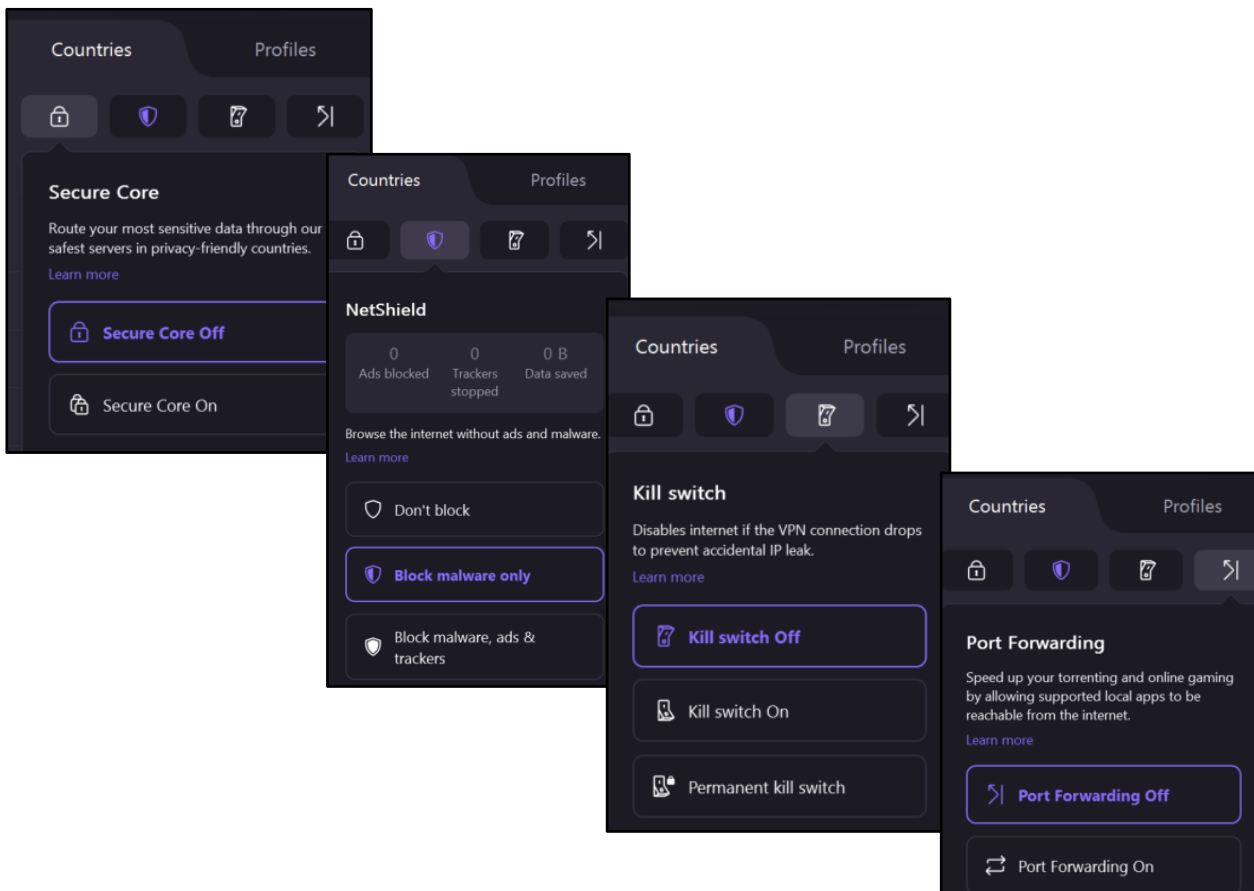 Countries Profiles
Secure Core
Route your most sensitive data through our
safest servers in privacy-friendly countries.
Learn more
Secure Core Off
Secure Core On
Countries Profiles
NetShield
0 0 0 B
Ads blocked Trackers Data saved
stopped
Browse the internet without ads and malware.
Learn more
Don't block
Block malware only
Block malware, ads &
trackers
Countries Profiles
Kill switch
Disables internet if the VPN connection drops
to prevent accidental IP leak.
Learn more
Kill switch Off
Kill switch On
Permanent kill switch
Countries Profiles
Port Forwarding
Speed up your torrenting and online gaming
by allowing supported local apps to be
reachable from the internet.
Learn more
Port Forwarding Off
Port Forwarding On